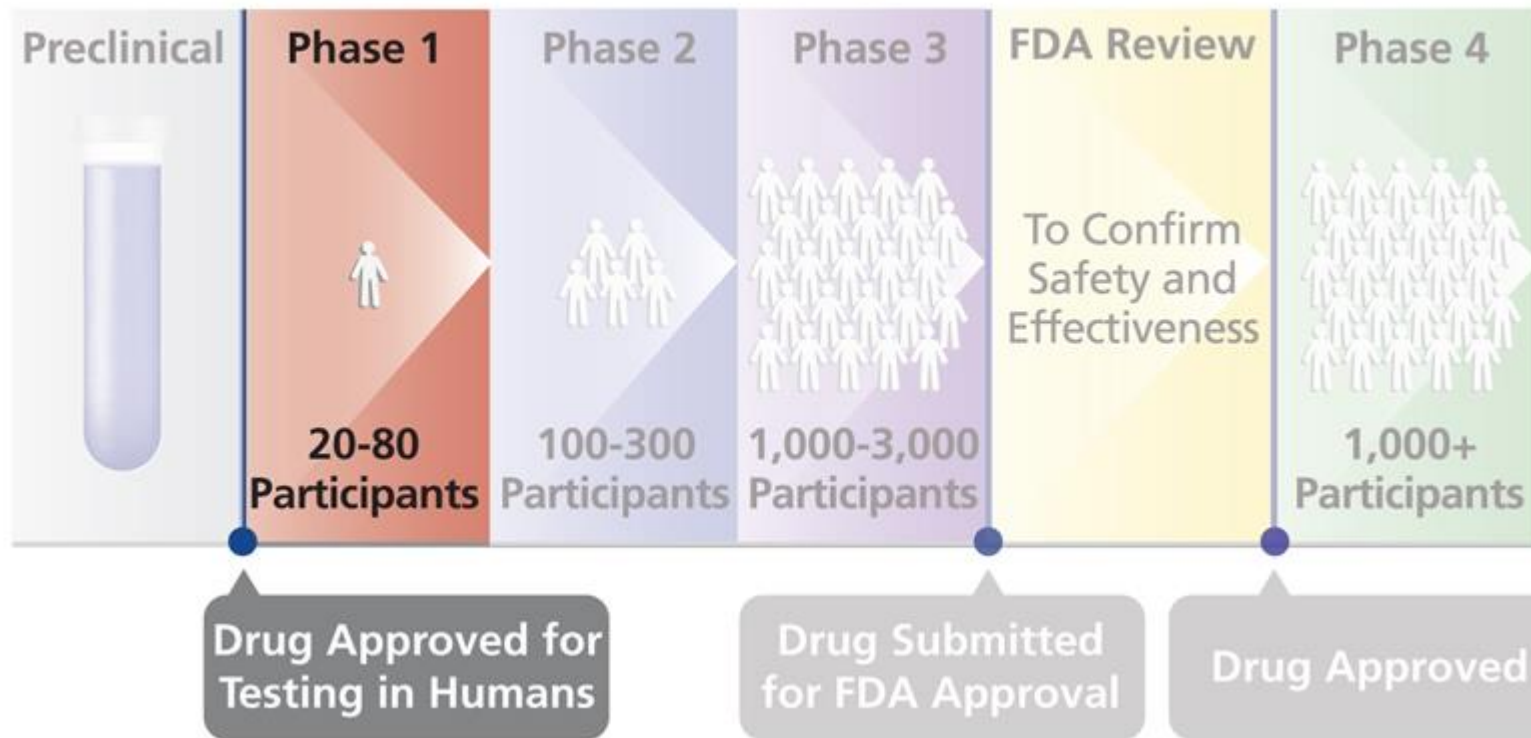 Preclinical
Phase 1
Phase 2
Phase 3
FDA Review
Phase 4
To Confirm
Safety and
Effectiveness
20-80
Participants
100-300
Participants
1,000-3,000
Participants
1,000+
Participants
Drug Approved for
Testing in Humans
Drug Submitted
for FDA Approval
Drug Approved